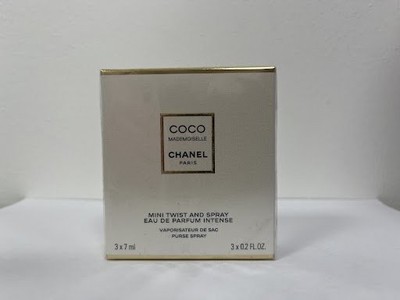 COCO
MADEMOISELLE
CHANEL
PARIS
MINI TWIST AND SPRAY
EAU DE PARFUM INTENSE
VAPORISATEUR DE SAC
PURSE SPRAY
3 x 7 ml 3 x 0.2 FL. OZ.